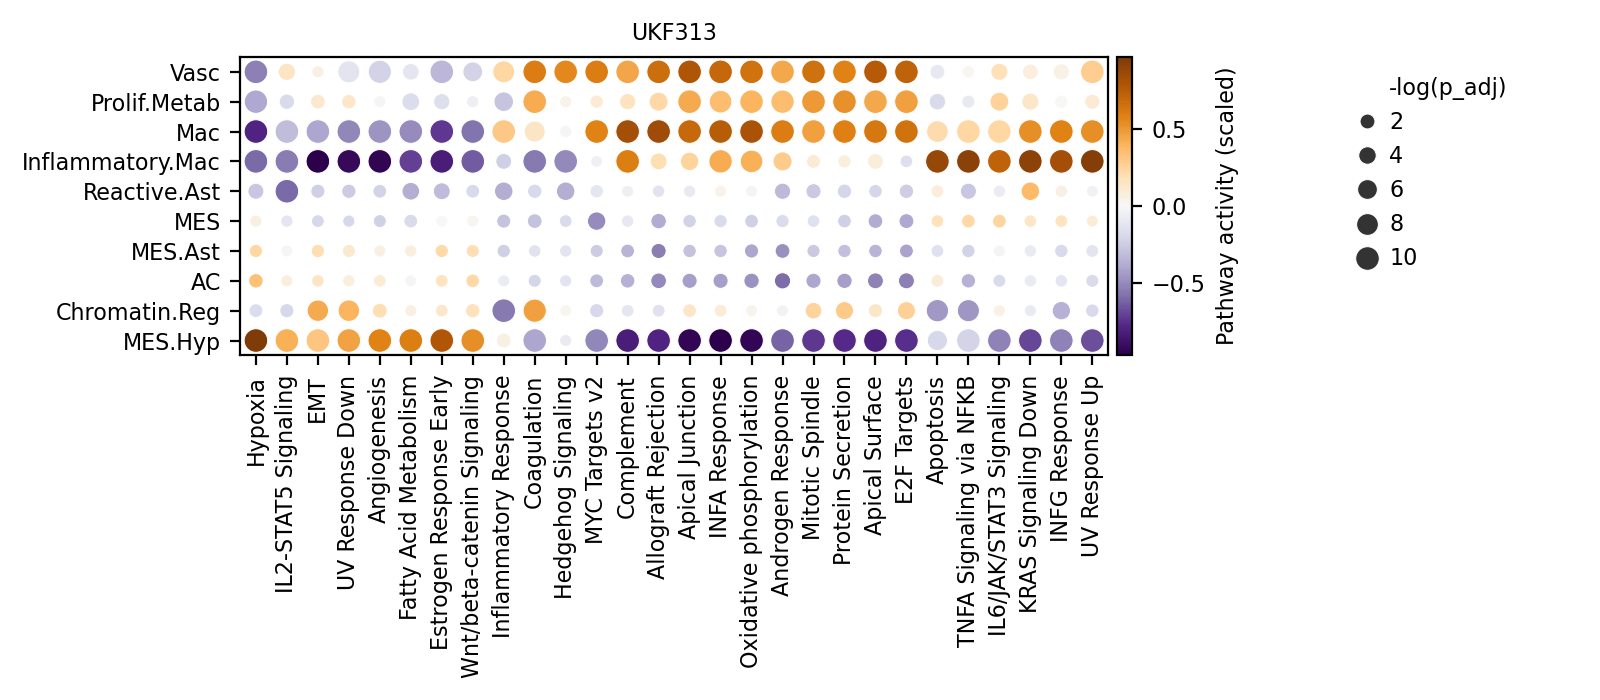 UKF313
Vasc
Prolif.Metab
Mac
Inflammatory.Mac
Reactive.Ast
MES
MES.Ast
AC
Chromatin.Reg
MES.Hyp
Hypoxia
IL2-STAT5 Signaling
EMT
UV Response Down
Angiogenesis
Fatty Acid Metabolism
Estrogen Response Early
Wnt/beta-catenin Signaling
Inflammatory Response
Coagulation
Hedgehog Signaling
MYC Targets v2
Complement
Allograft Rejection
Apical Junction
INFA Response
Oxidative phosphorylation
Androgen Response
Mitotic Spindle
Protein Secretion
Apical Surface
E2F Targets
Apoptosis
TNFA Signaling via NFKB
IL6/JAK/STAT3 Signaling
KRAS Signaling Down
INFG Response
UV Response Up
0.5
0.0
−0.5
Pathway activity (scaled)
-log(p_adj)
2
4
6
8
10